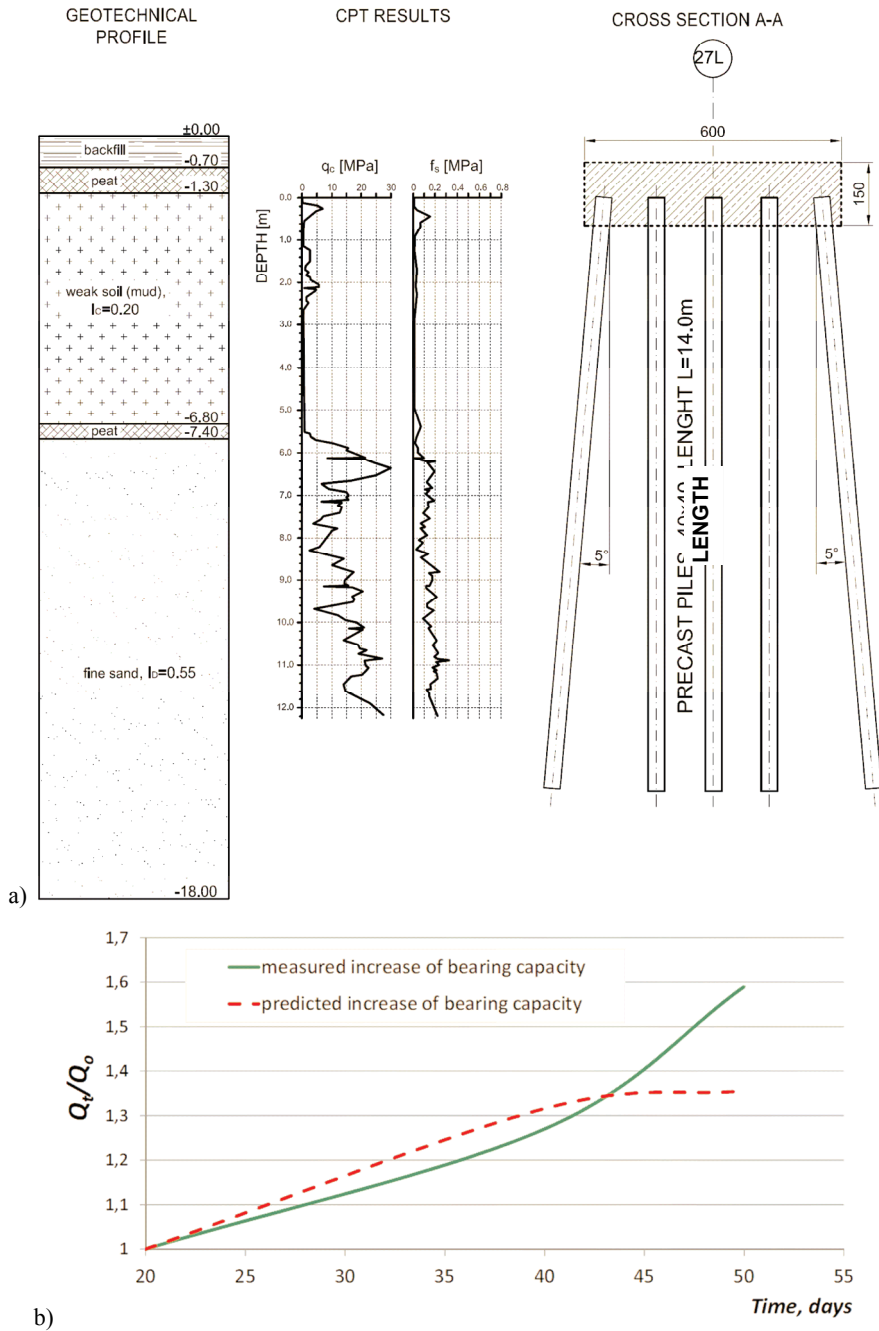 GEOTECHNICAL
PROFILE
±0.00
backfill
-0.70
peat
-1.30
weak soil (mud),
Ic=0.20
-6.80
peat
-7.40
fine sand, ID=0.55
-18.00
a)
CPT RESULTS
qc [MPa]
fs [MPa]
0 10 20 30
0 0.2 0.4 0.6 0.8
DEPTH [m]
0.0
1.0
2.0
3.0
4.0
5.0
6.0
7.0
8.0
9.0
10.0
11.0
12.0
CROSS SECTION A-A
27L
600
150
5°
5°
PRECAST PILES 40x40 LENGHT L=14.0m
LENGTH
1,7
1,6
1,5
1,4
1,3
1,2
1,1
1
Qt/Qo
measured increase of bearing capacity
predicted increase of bearing capacity
20 25 30 35 40 45 50 55
Time, days
b)